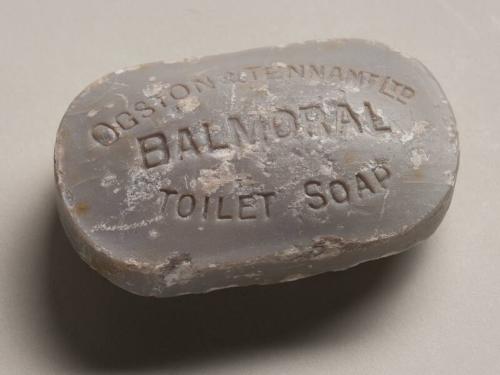 OGSTON & TENNANT LTD
BALMORAL
TOILET SOAP